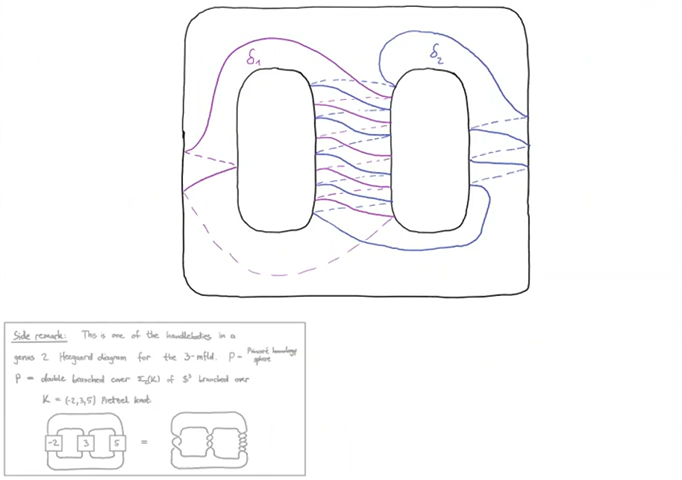 δ₁
δ₂
Side remark: This is one of the handlebodies in a
genus 2 Heegaard diagram for the 3-mfld. P = Poincaré homology
sphere
P = double branched cover Σ₂(K) of S³ branched over
K = (-2,3,5) Pretzel knot
-2 3 5 =